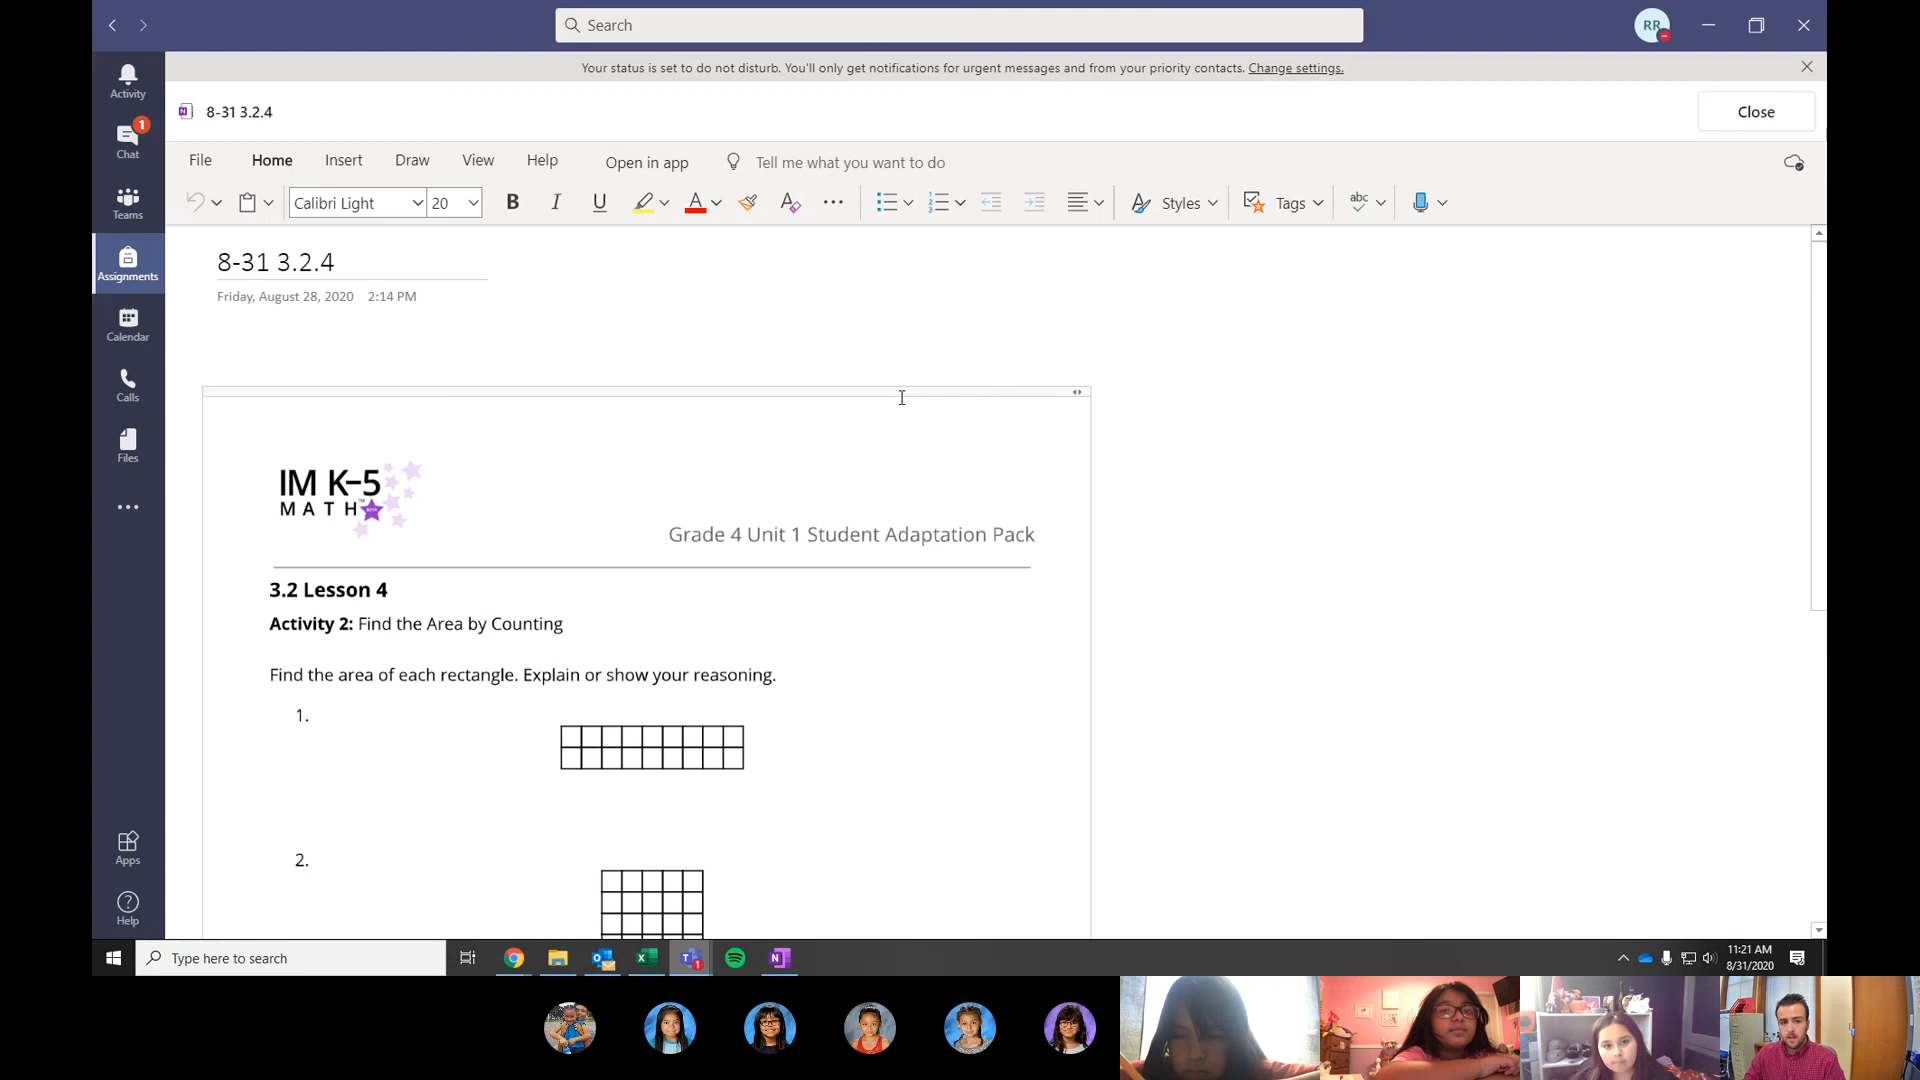 Search
RR
Your status is set to do not disturb. You'll only get notifications for urgent messages and from your priority contacts. Change settings.
Activity
1
Chat
Teams
Assignments
Calendar
Calls
Files
Apps
Help
8-31 3.2.4
Close
File Home Insert Draw View Help Open in app Tell me what you want to do
Calibri Light 20 B I U A A Styles Tags abc
8-31 3.2.4
Friday, August 28, 2020 2:14 PM
IM K–5
MATH™
BETA
Grade 4 Unit 1 Student Adaptation Pack
3.2 Lesson 4
Activity 2: Find the Area by Counting
Find the area of each rectangle. Explain or show your reasoning.
1.
2.
Type here to search
11:21 AM
8/31/2020